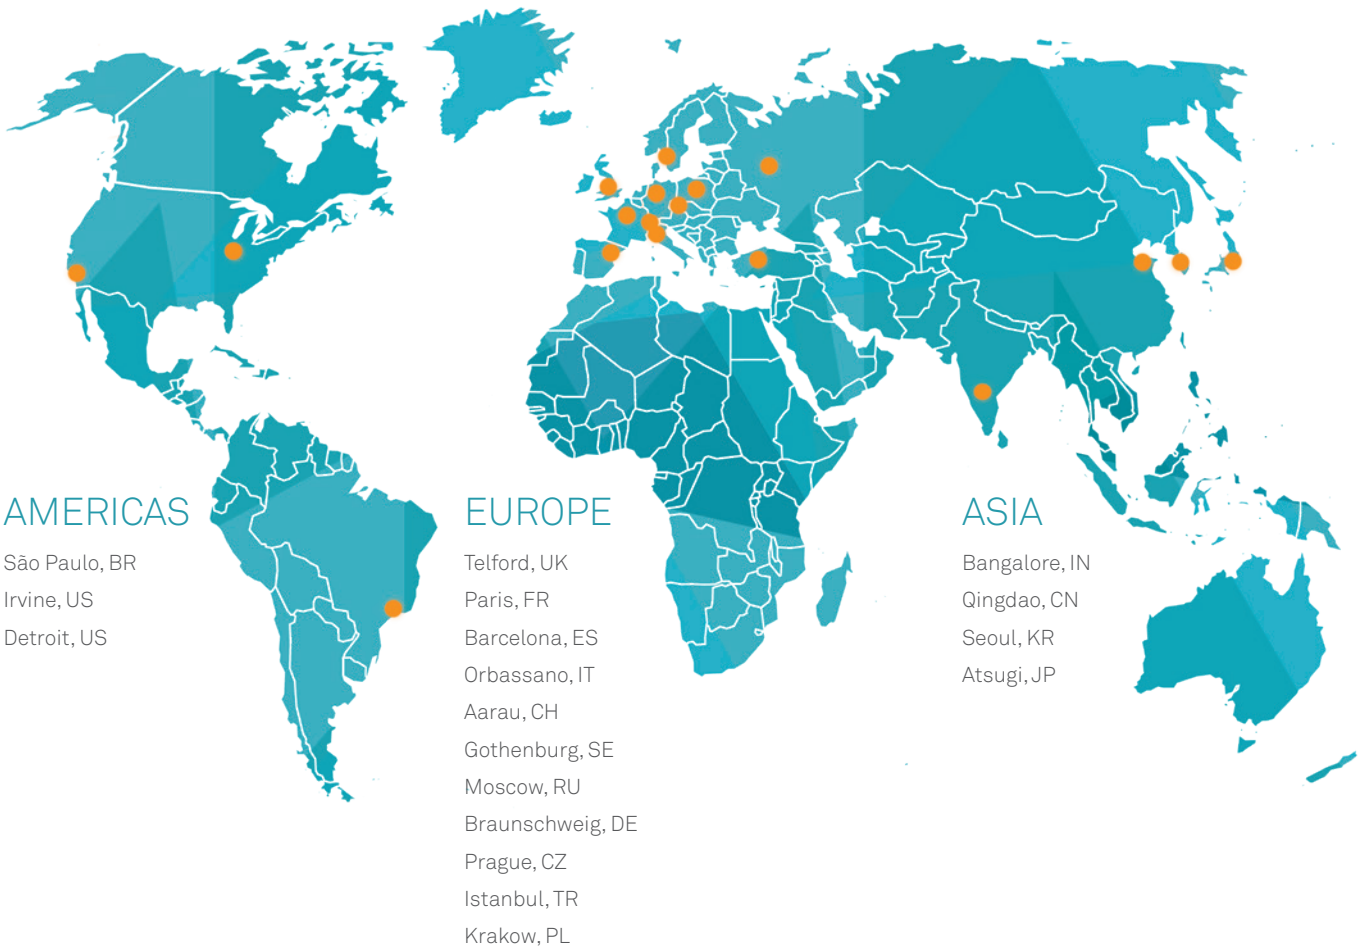 AMERICAS
São Paulo, BR
Irvine, US
Detroit, US
EUROPE
Telford, UK
Paris, FR
Barcelona, ES
Orbassano, IT
Aarau, CH
Gothenburg, SE
Moscow, RU
Braunschweig, DE
Prague, CZ
Istanbul, TR
Krakow, PL
ASIA
Bangalore, IN
Qingdao, CN
Seoul, KR
Atsugi, JP